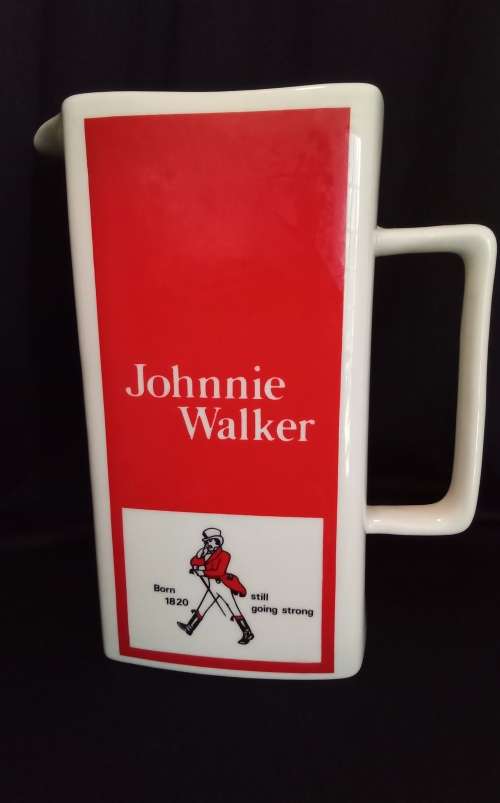 Johnnie
Walker
Born
1820
still
going strong